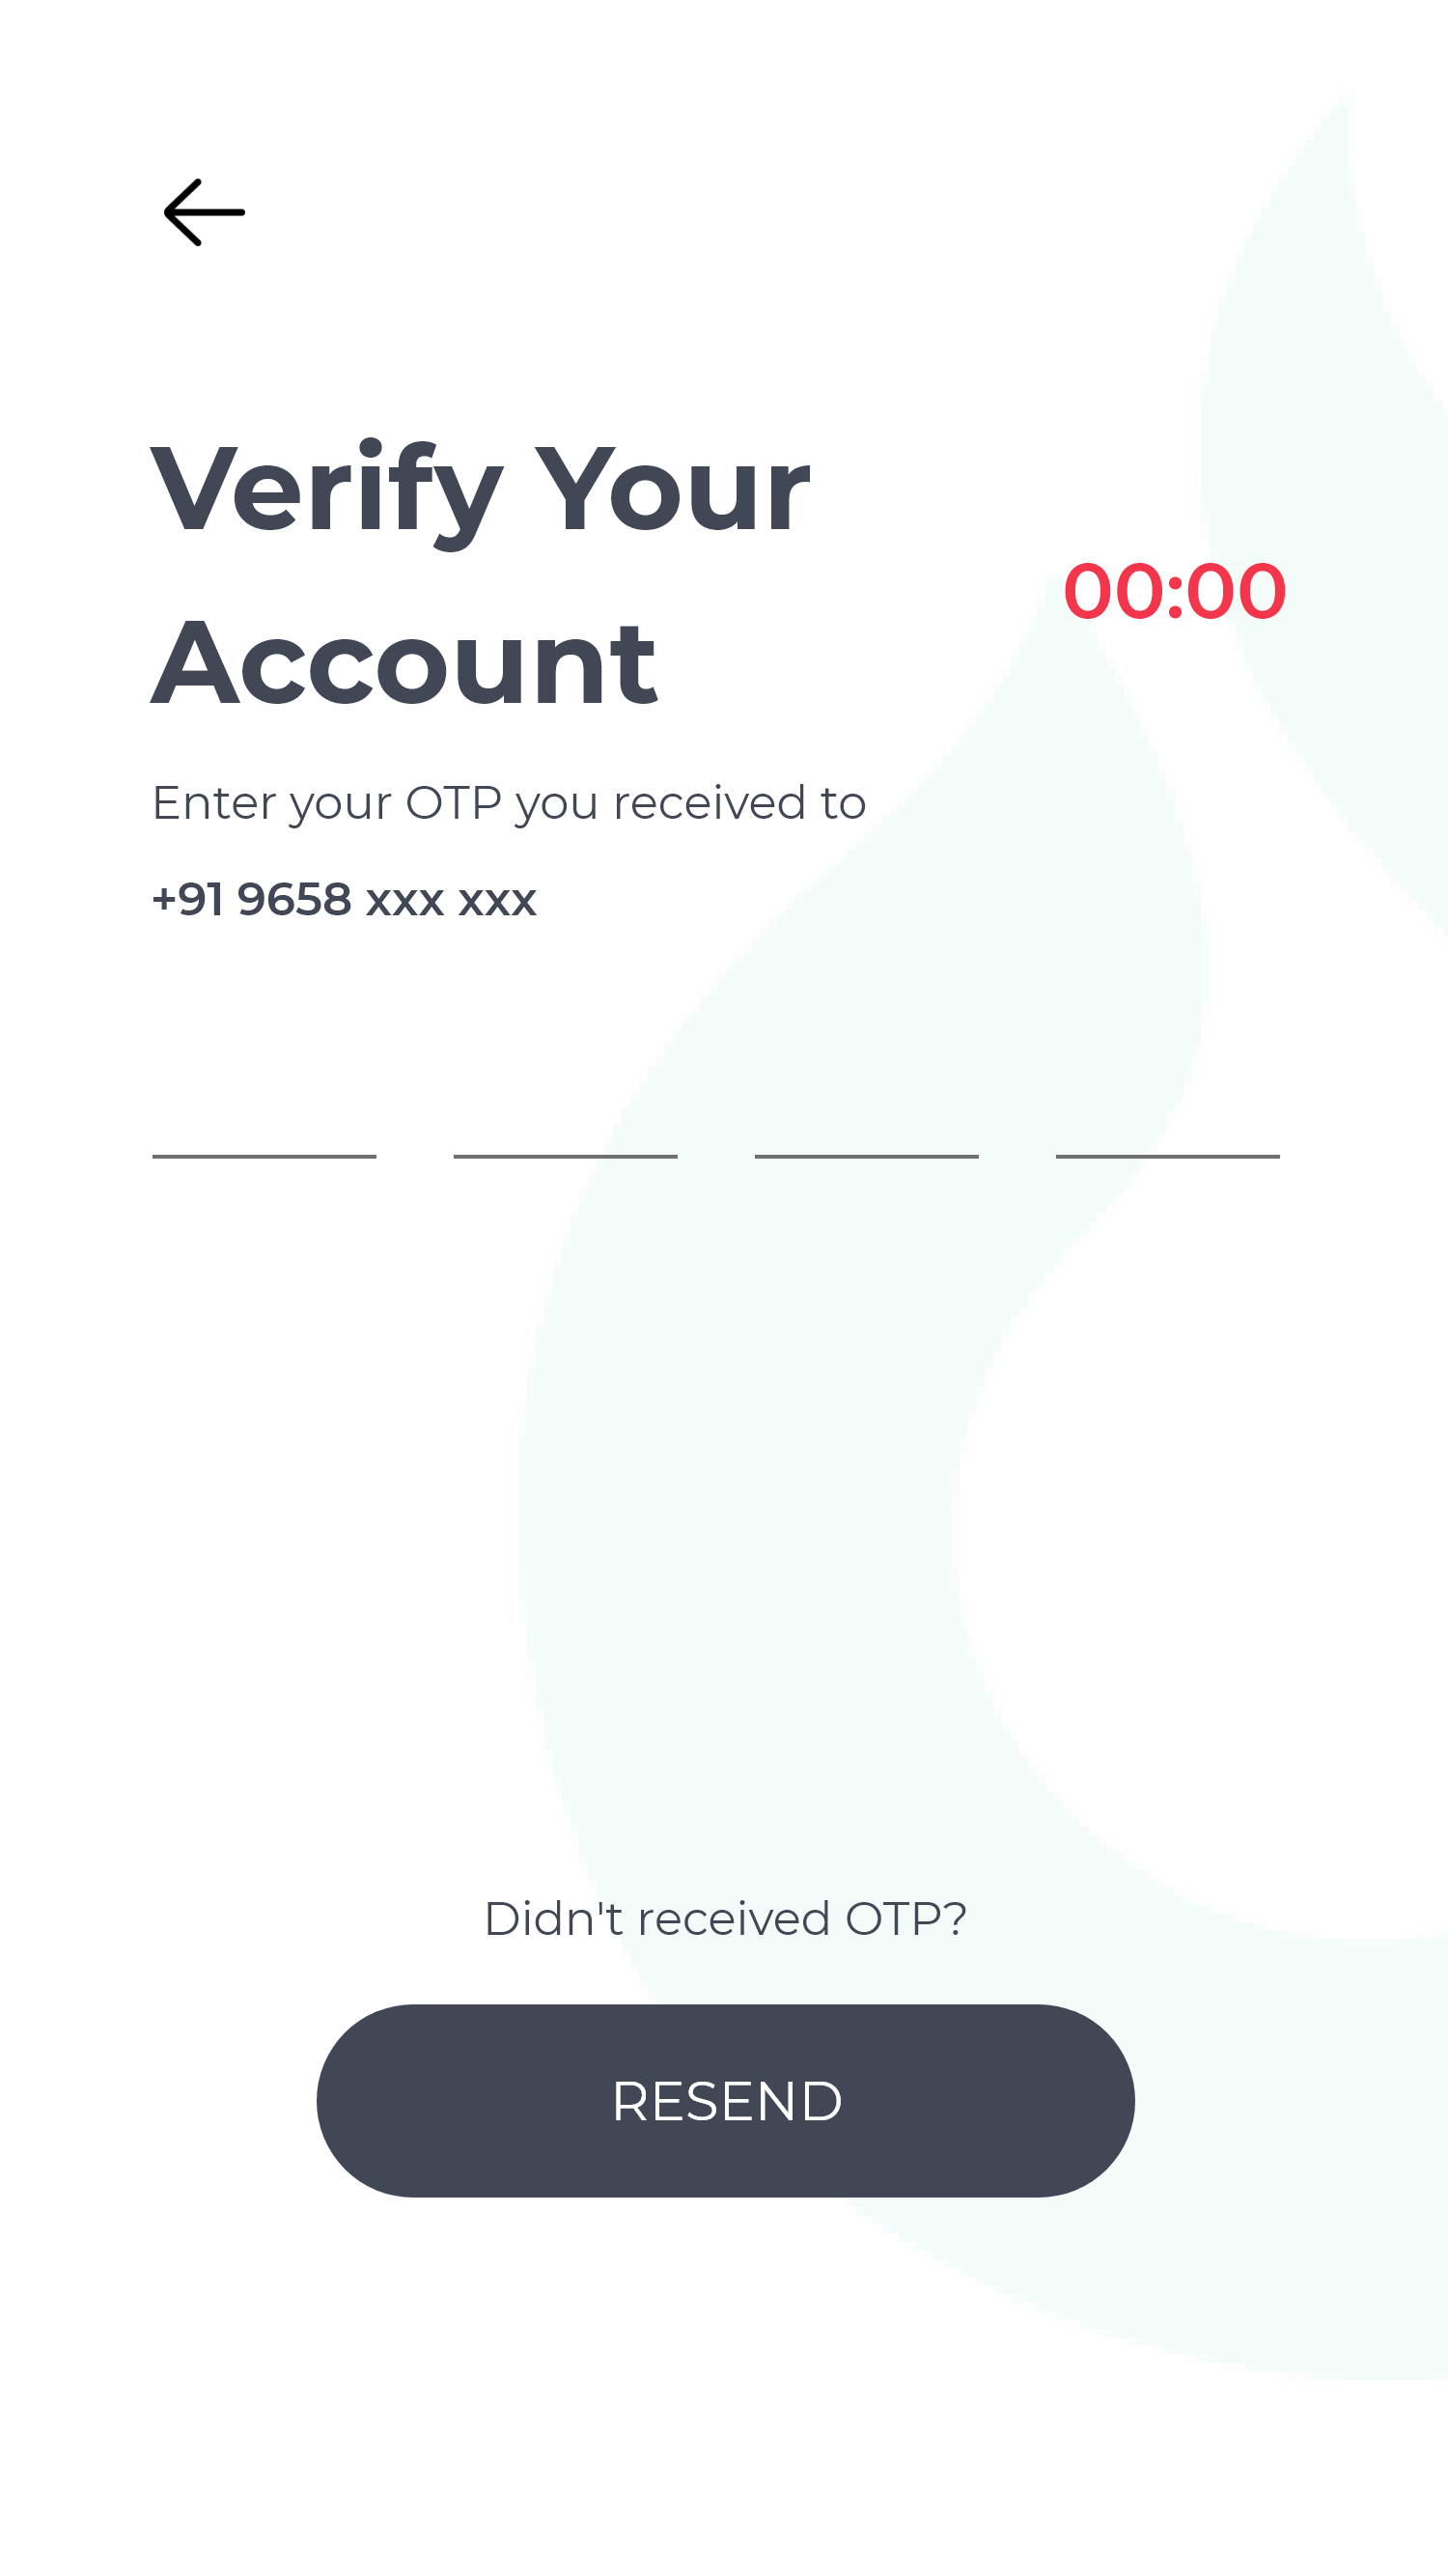 Verify Your
Account
00:00
Enter your OTP you received to
+91 9658 xxx xxx
Didn't received OTP?
RESEND